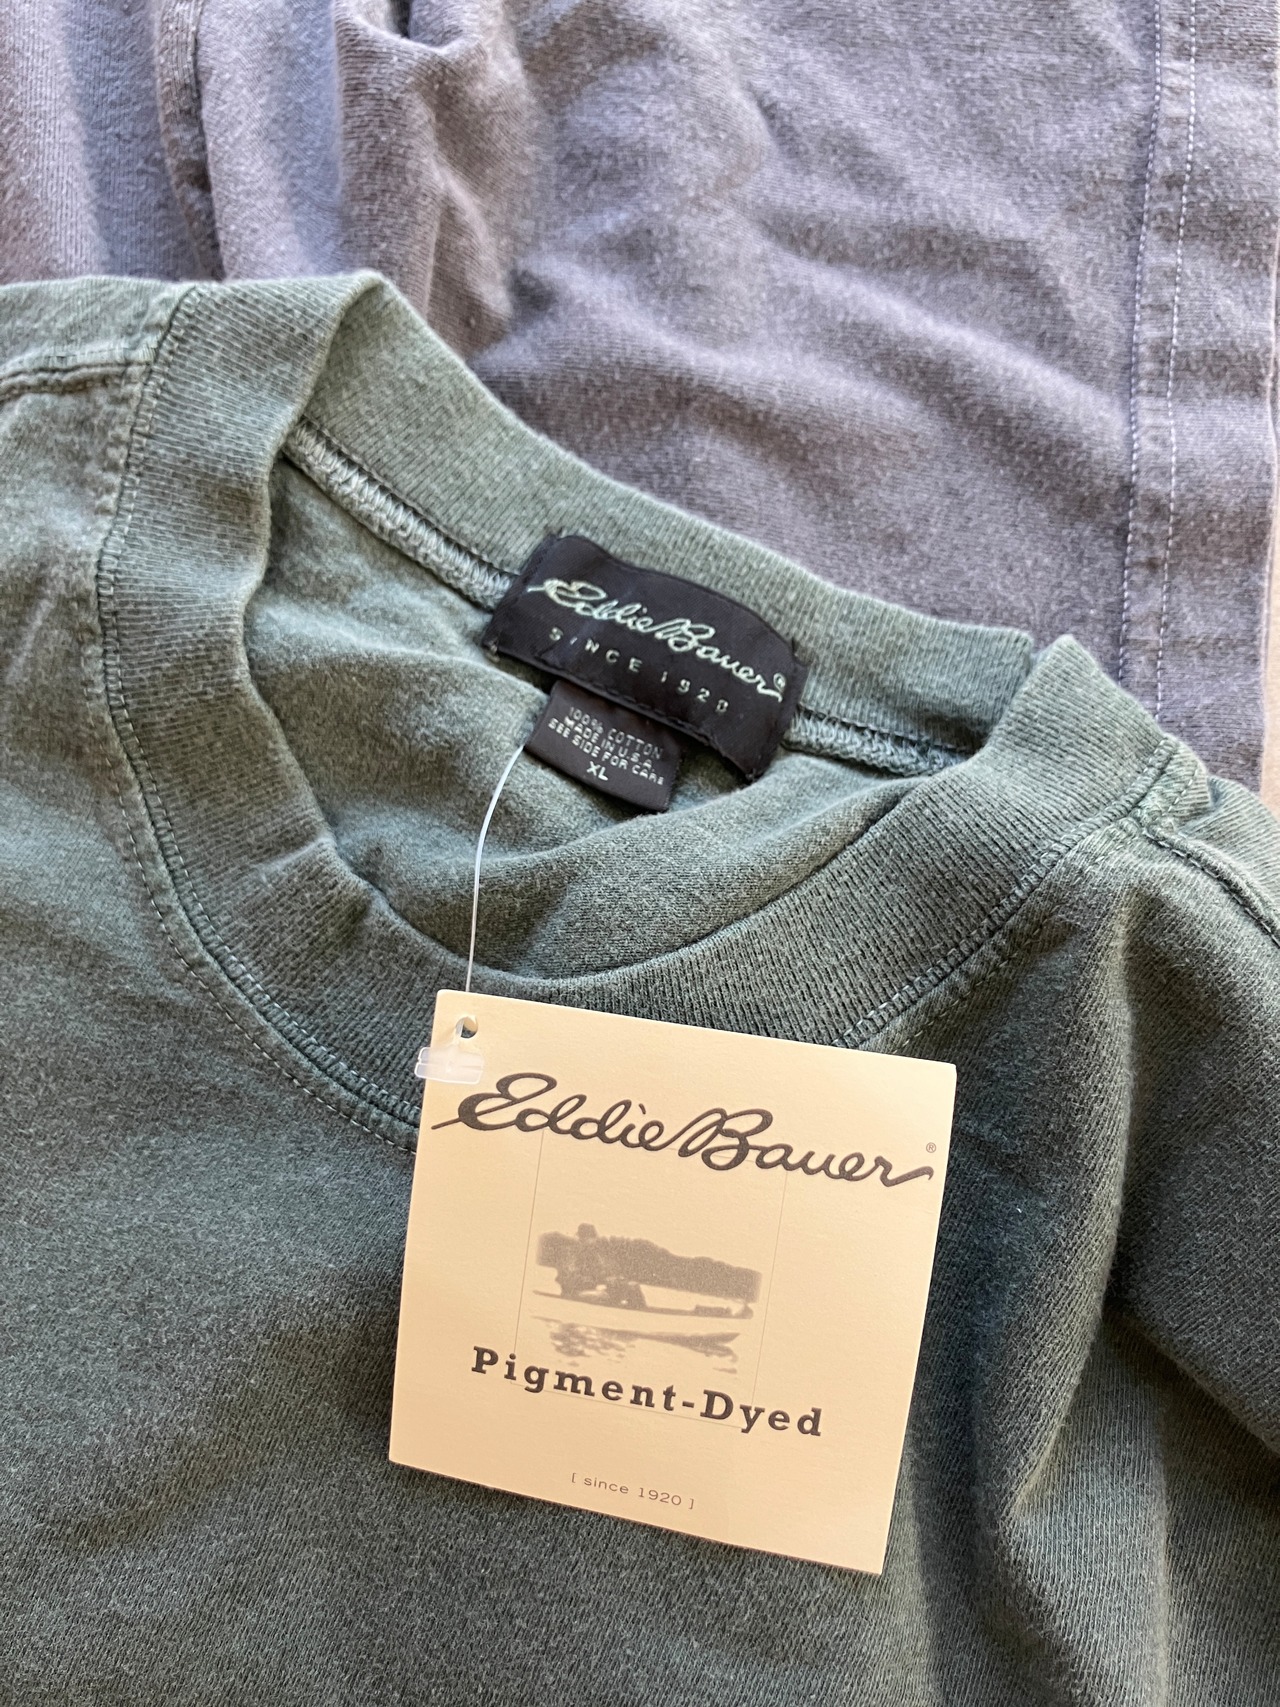 Eddie Bauer®
SINCE 1920
100% COTTON
MADE IN U.S.A.
SEE SIDE FOR CARE
XL
Eddie Bauer®
Pigment-Dyed
[ since 1920 ]